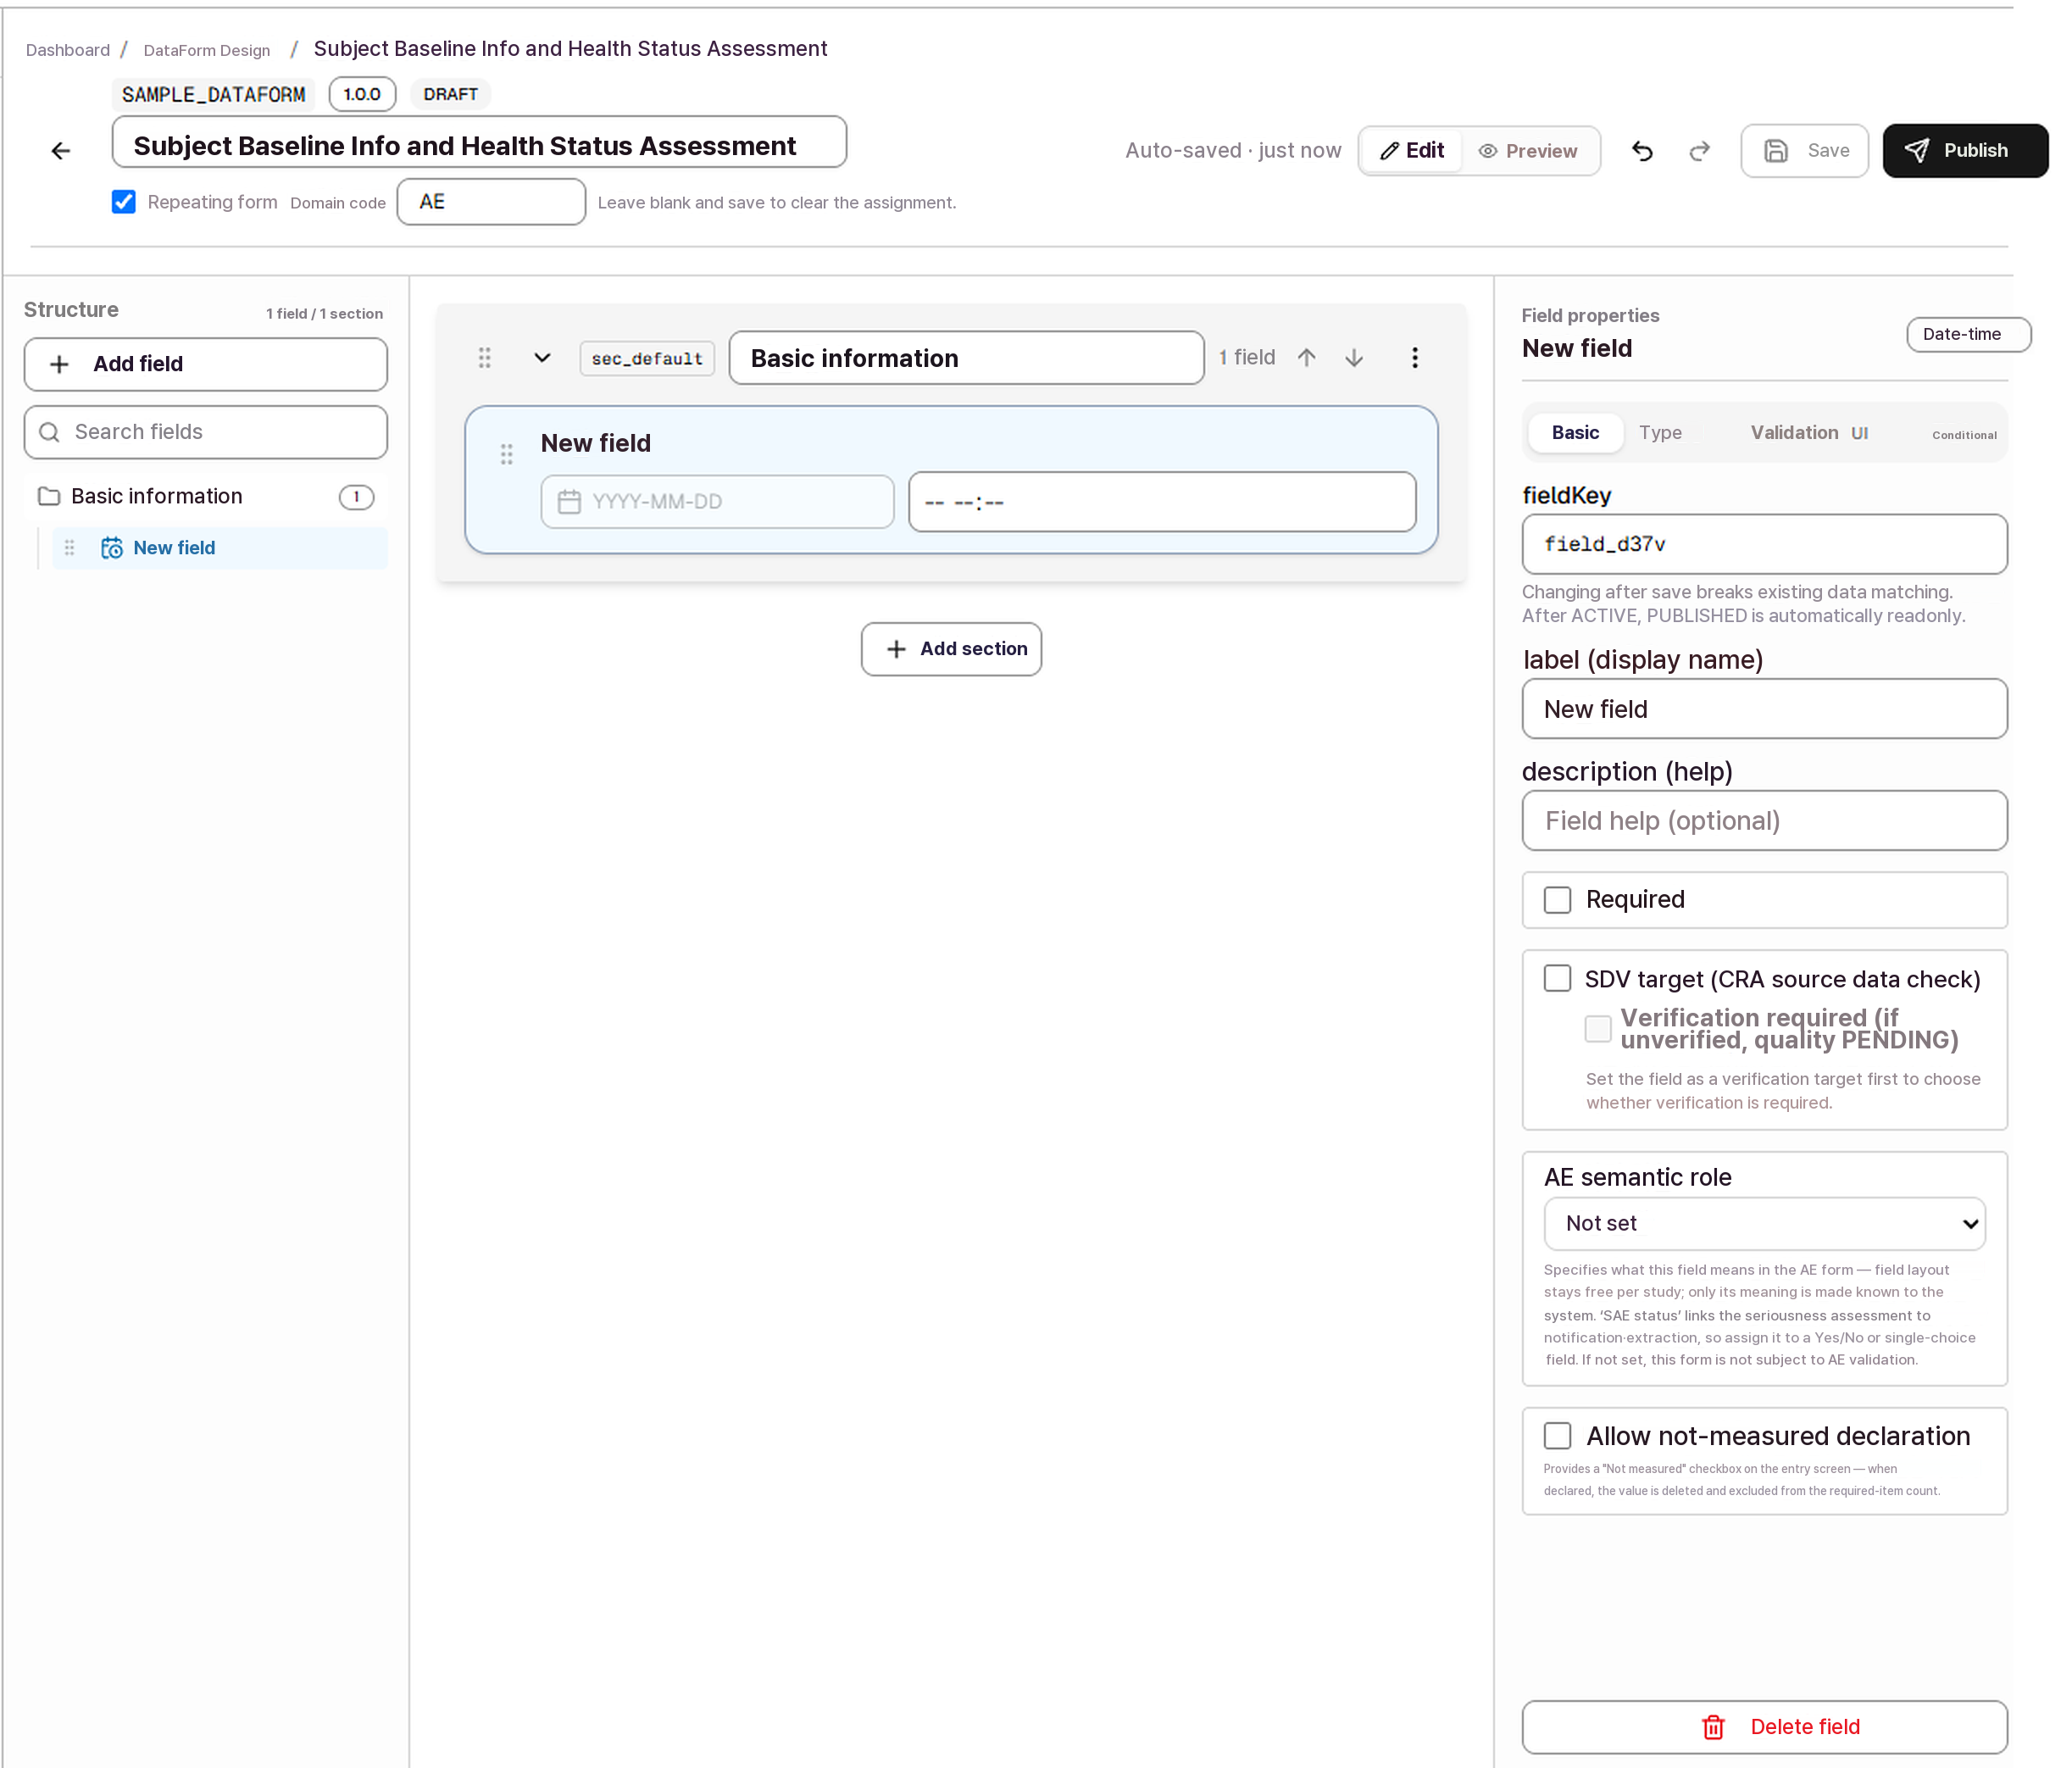 Dashboard / DataForm Design / Subject Baseline Info and Health Status Assessment
SAMPLE_DATAFORM 1.0.0 DRAFT
Subject Baseline Info and Health Status Assessment
Auto-saved · just now Edit Preview Save Publish
Repeating form Domain code AE Leave blank and save to clear the assignment.
Structure 1 field / 1 section
Add field
Search fields
Basic information 1
New field
sec_default Basic information 1 field
New field
YYYY-MM-DD -- --:--
Add section
Field properties
New field Date-time
Basic Type Validation UI Conditional
fieldKey
field_d37v
Changing after save breaks existing data matching.
After ACTIVE, PUBLISHED is automatically readonly.
label (display name)
New field
description (help)
Field help (optional)
Required
SDV target (CRA source data check)
Verification required (if
unverified, quality PENDING)
Set the field as a verification target first to choose
whether verification is required.
AE semantic role
Not set
Specifies what this field means in the AE form — field layout
stays free per study; only its meaning is made known to the
system. ‘SAE status’ links the seriousness assessment to
notification·extraction, so assign it to a Yes/No or single-choice
field. If not set, this form is not subject to AE validation.
Allow not-measured declaration
Provides a "Not measured" checkbox on the entry screen — when
declared, the value is deleted and excluded from the required-item count.
Delete field